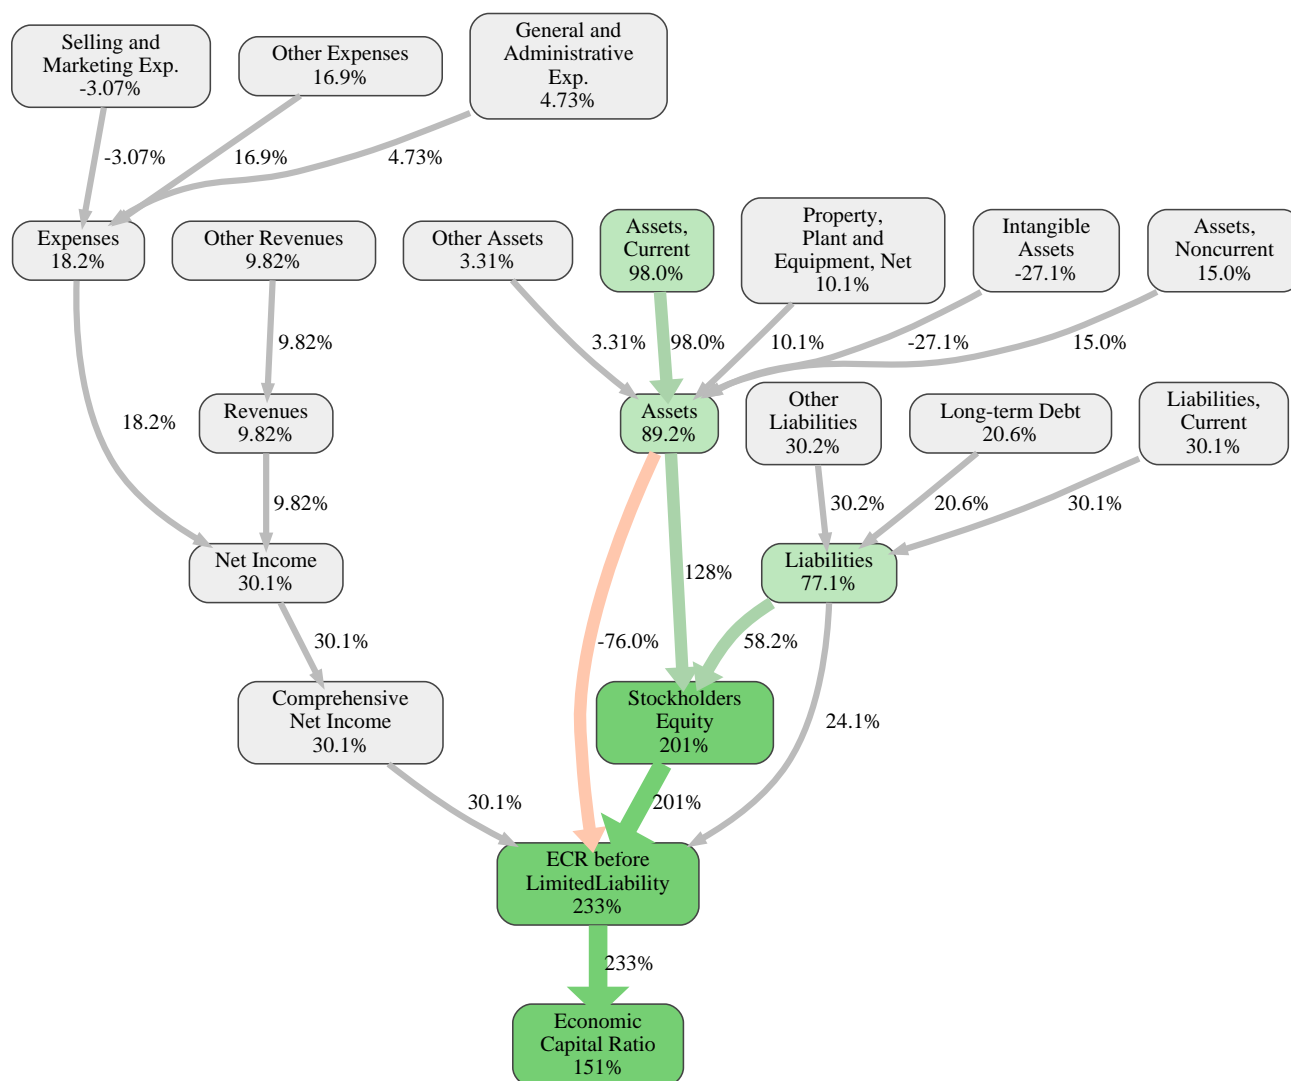 Selling and
Marketing Exp.
-3.07%
Other Expenses
16.9%
General and
Administrative
Exp.
4.73%
-3.07%
16.9%
4.73%
Expenses
18.2%
Other Revenues
9.82%
Other Assets
3.31%
Assets,
Current
98.0%
Property,
Plant and
Equipment, Net
10.1%
Intangible
Assets
-27.1%
Assets,
Noncurrent
15.0%
9.82%
3.31%
98.0%
10.1%
-27.1%
15.0%
18.2%
Revenues
9.82%
Assets
89.2%
Other
Liabilities
30.2%
Long-term Debt
20.6%
Liabilities,
Current
30.1%
9.82%
30.2%
20.6%
30.1%
Net Income
30.1%
128%
Liabilities
77.1%
30.1%
-76.0%
58.2%
Comprehensive
Net Income
30.1%
Stockholders
Equity
201%
24.1%
30.1%
201%
ECR before
LimitedLiability
233%
233%
Economic
Capital Ratio
151%